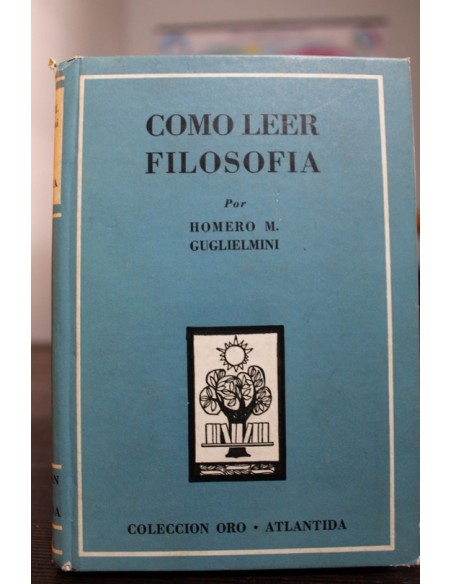 COMO LEER
FILOSOFIA
Por
HOMERO M.
GUGLIELMINI
COLECCION ORO • ATLANTIDA